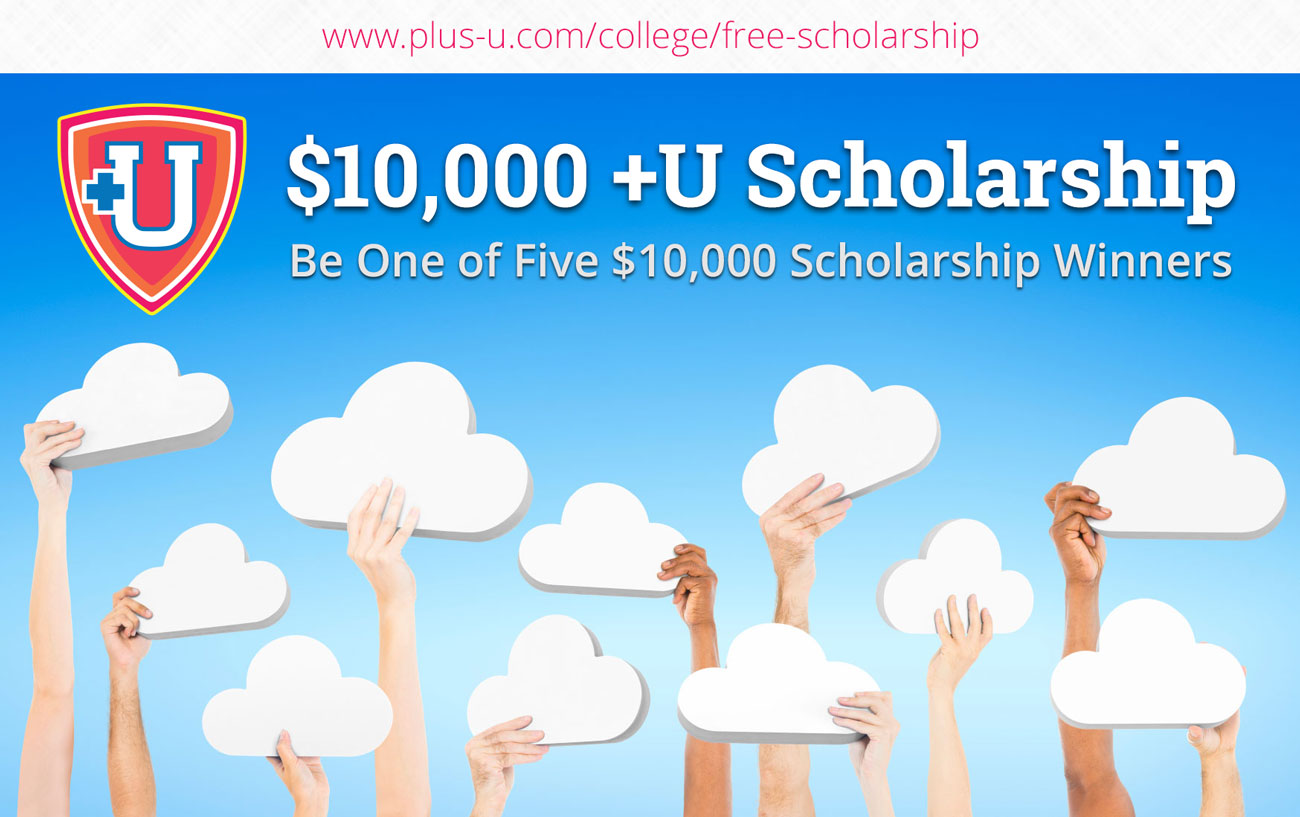 www.plus-u.com/college/free-scholarship
+U
$10,000 +U Scholarship
Be One of Five $10,000 Scholarship Winners